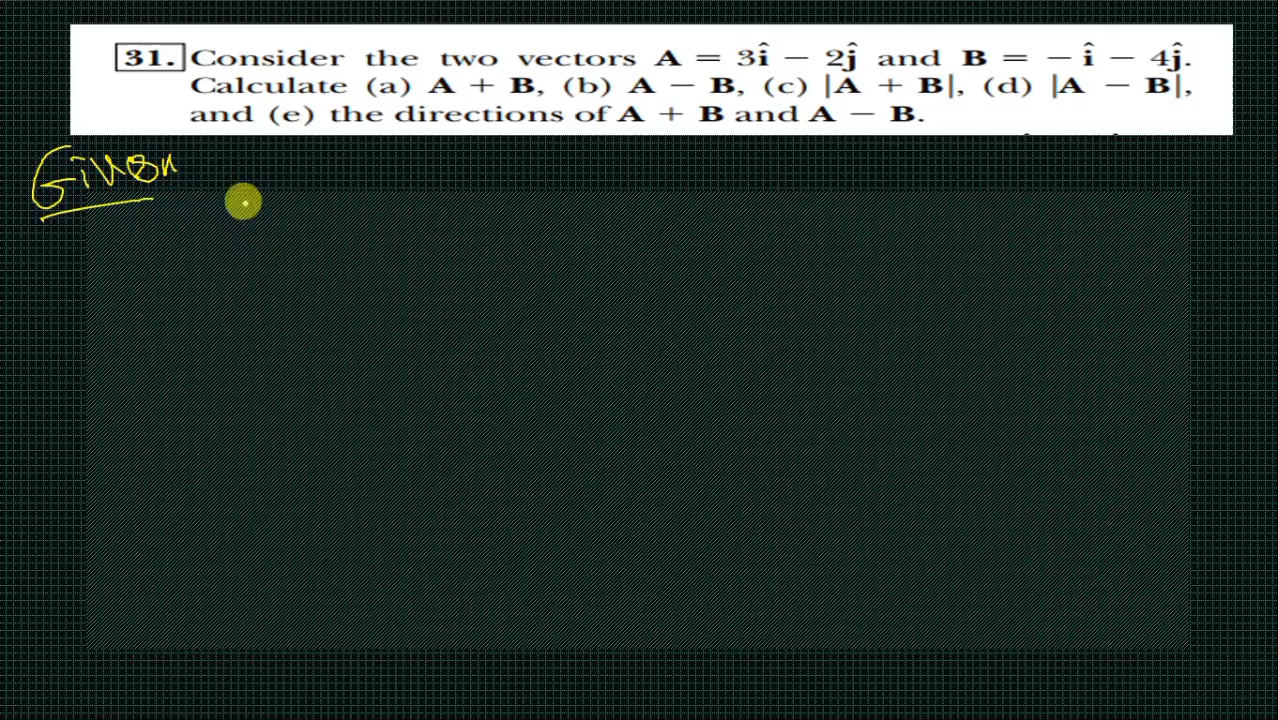 31. Consider the two vectors A = 3î − 2ĵ and B = − î − 4ĵ.
Calculate (a) A + B, (b) A − B, (c) |A + B|, (d) |A − B|,
and (e) the directions of A + B and A − B.
Given